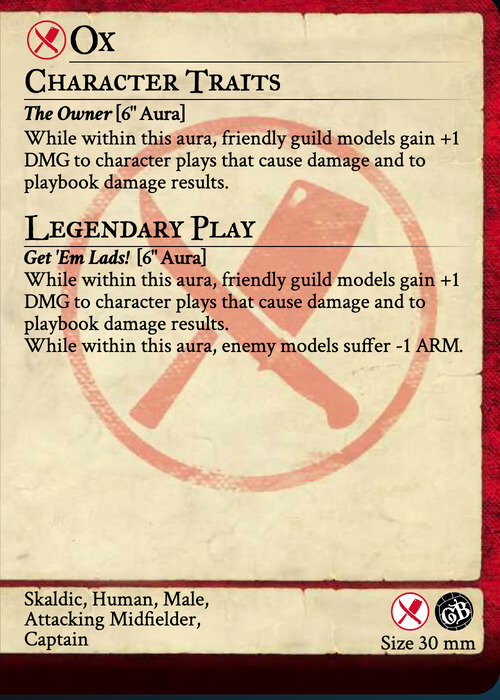 Ox
Character Traits
The Owner [6" Aura]
While within this aura, friendly guild models gain +1
DMG to character plays that cause damage and to
playbook damage results.
Legendary Play
Get 'Em Lads! [6" Aura]
While within this aura, friendly guild models gain +1
DMG to character plays that cause damage and to
playbook damage results.
While within this aura, enemy models suffer -1 ARM.
Skaldic, Human, Male,
Attacking Midfielder,
Captain
GB
Size 30 mm